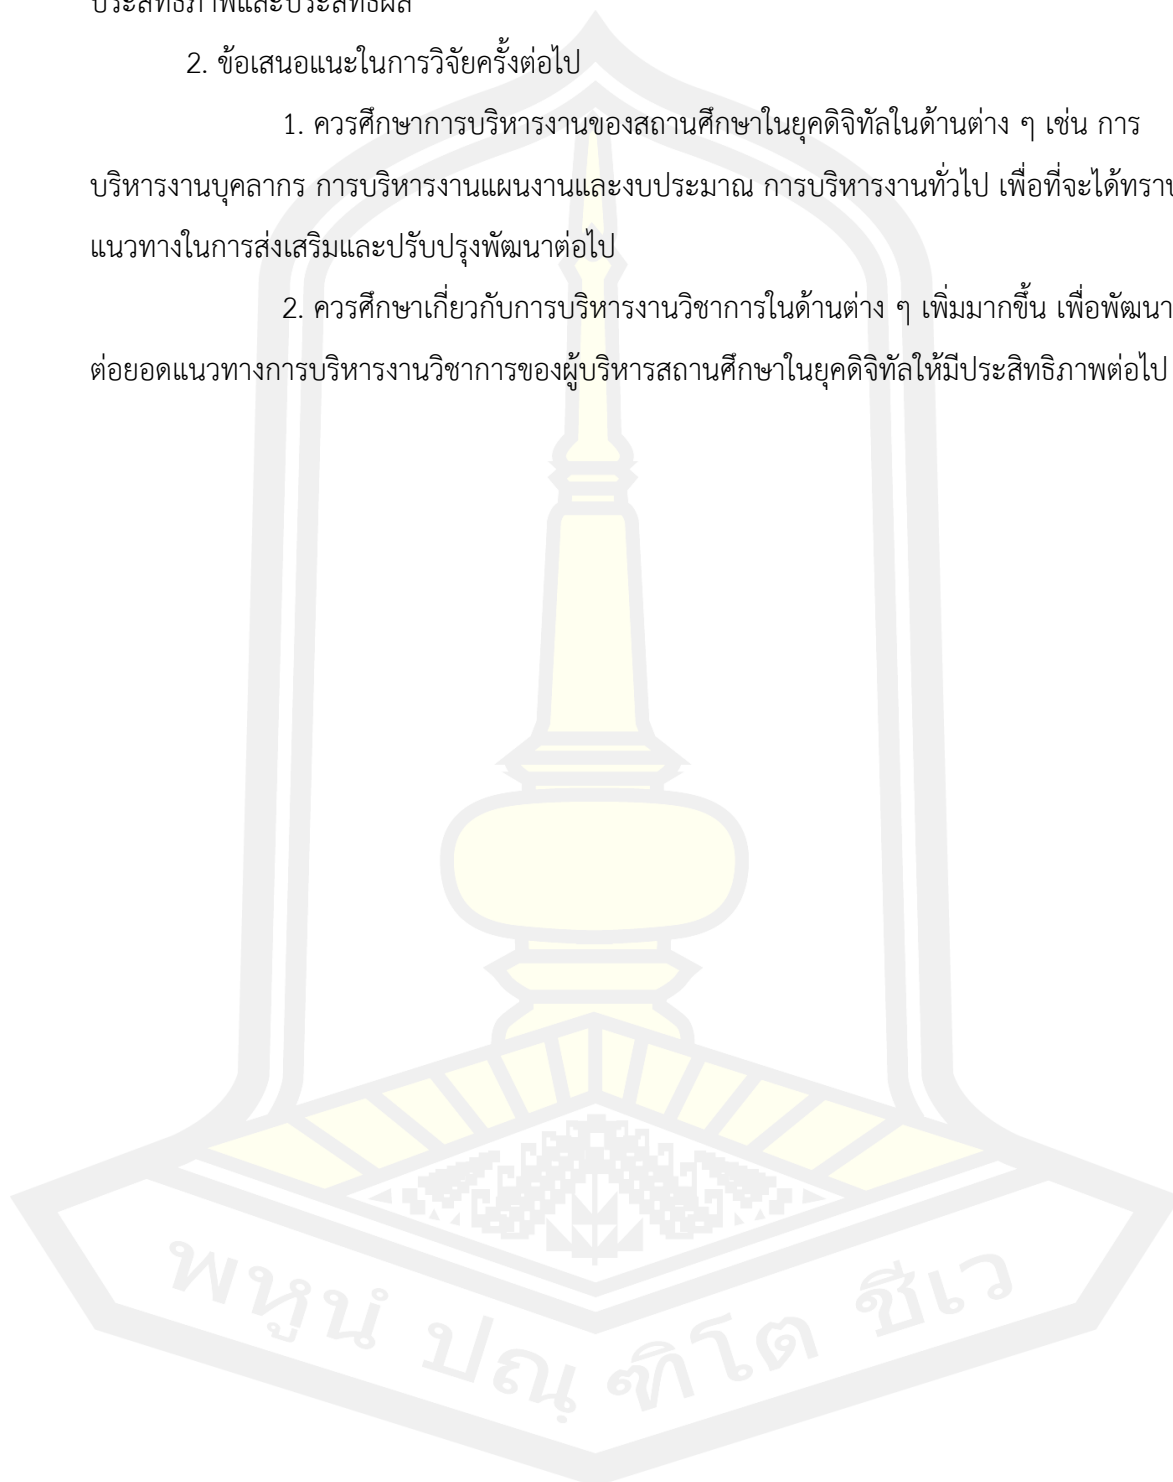 ประสิทธิภาพและประสิทธิผล
2. ข้อเสนอแนะในการวิจัยครั้งต่อไป
1. ควรศึกษาการบริหารงานของสถานศึกษาในยุคดิจิทัลในด้านต่าง ๆ เช่น การ
บริหารงานบุคลากร การบริหารงานแผนงานและงบประมาณ การบริหารงานทั่วไป เพื่อที่จะได้ทราบ
แนวทางในการส่งเสริมและปรับปรุงพัฒนาต่อไป
2. ควรศึกษาเกี่ยวกับการบริหารงานวิชาการในด้านต่าง ๆ เพิ่มมากขึ้น เพื่อพัฒนา
ต่อยอดแนวทางการบริหารงานวิชาการของผู้บริหารสถานศึกษาในยุคดิจิทัลให้มีประสิทธิภาพต่อไป
พหูนํ ปณฺฑิโต ชีเว